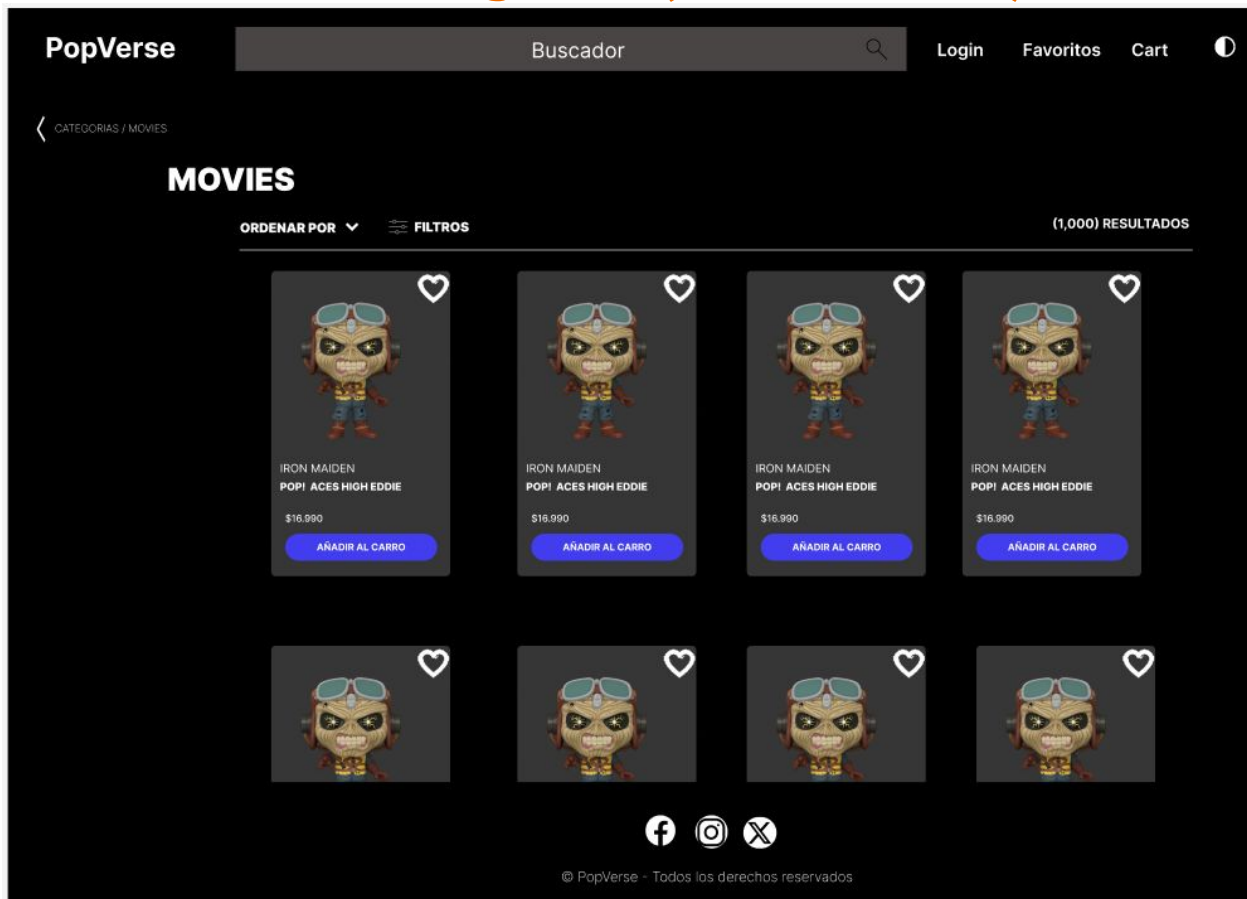 PopVerse Buscador Login Favoritos Cart
CATEGORIAS / MOVIES
MOVIES
ORDENAR POR FILTROS (1,000) RESULTADOS
IRON MAIDEN IRON MAIDEN IRON MAIDEN IRON MAIDEN
POP! ACES HIGH EDDIE POP! ACES HIGH EDDIE POP! ACES HIGH EDDIE POP! ACES HIGH EDDIE
$16.990 $16.990 $16.990 $16.990
AÑADIR AL CARRO AÑADIR AL CARRO AÑADIR AL CARRO AÑADIR AL CARRO
© PopVerse - Todos los derechos reservados